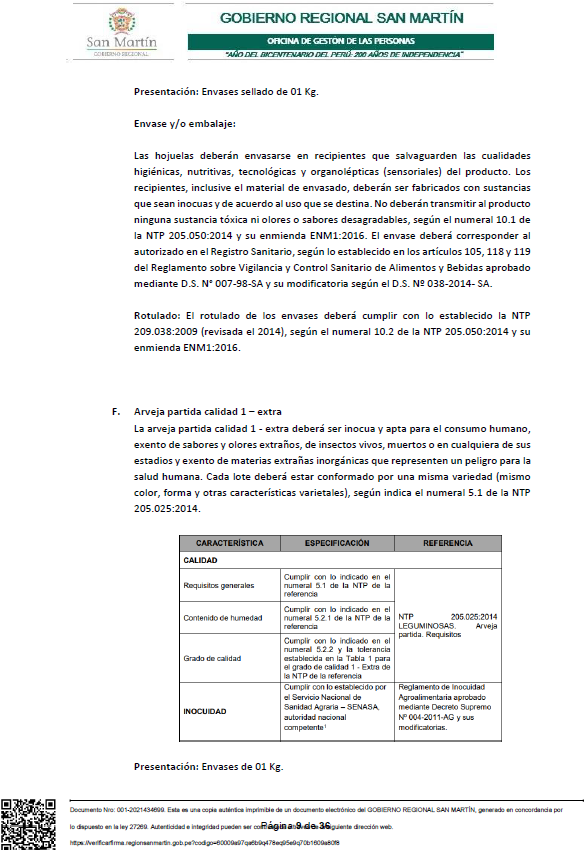 San Martín
GOBIERNO REGIONAL
GOBIERNO REGIONAL SAN MARTÍN
OFICINA DE GESTIÓN DE LAS PERSONAS
"AÑO DEL BICENTENARIO DEL PERÚ: 200 AÑOS DE INDEPENDENCIA"
Presentación: Envases sellado de 01 Kg.
Envase y/o embalaje:
Las hojuelas deberán envasarse en recipientes que salvaguarden las cualidades
higiénicas, nutritivas, tecnológicas y organolépticas (sensoriales) del producto. Los
recipientes, inclusive el material de envasado, deberán ser fabricados con sustancias
que sean inocuas y de acuerdo al uso que se destina. No deberán transmitir al producto
ninguna sustancia tóxica ni olores o sabores desagradables, según el numeral 10.1 de
la NTP 205.050:2014 y su enmienda ENM1:2016. El envase deberá corresponder al
autorizado en el Registro Sanitario, según lo establecido en los artículos 105, 118 y 119
del Reglamento sobre Vigilancia y Control Sanitario de Alimentos y Bebidas aprobado
mediante D.S. N° 007-98-SA y su modificatoria según el D.S. Nº 038-2014- SA.
Rotulado: El rotulado de los envases deberá cumplir con lo establecido la NTP
209.038:2009 (revisada el 2014), según el numeral 10.2 de la NTP 205.050:2014 y su
enmienda ENM1:2016.
F. Arveja partida calidad 1 – extra
La arveja partida calidad 1 - extra deberá ser inocua y apta para el consumo humano,
exento de sabores y olores extraños, de insectos vivos, muertos o en cualquiera de sus
estadios y exento de materias extrañas inorgánicas que representen un peligro para la
salud humana. Cada lote deberá estar conformado por una misma variedad (mismo
color, forma y otras características varietales), según indica el numeral 5.1 de la NTP
205.025:2014.
CARACTERÍSTICA ESPECIFICACIÓN REFERENCIA
CALIDAD
Requisitos generales
Cumplir con lo indicado en el
numeral 5.1 de la NTP de la
referencia
Contenido de humedad
Cumplir con lo indicado en el
numeral 5.2.1 de la NTP de la
referencia
Grado de calidad
Cumplir con lo indicado en el
numeral 5.2.2 y la tolerancia
establecida en la Tabla 1 para
el grado de calidad 1 - Extra de
la NTP de la referencia
NTP 205.025:2014
LEGUMINOSAS. Arveja
partida. Requisitos
INOCUIDAD
Cumplir con lo establecido por
el Servicio Nacional de
Sanidad Agraria – SENASA,
autoridad nacional
competente¹
Reglamento de Inocuidad
Agroalimentaria aprobado
mediante Decreto Supremo
Nº 004-2011-AG y sus
modificatorias.
Presentación: Envases de 01 Kg.
Documento Nro: 001-2021434699. Esta es una copia auténtica imprimible de un documento electrónico del GOBIERNO REGIONAL SAN MARTÍN, generado en concordancia por
lo dispuesto en la ley 27269. Autenticidad e integridad pueden ser siguiente dirección web.
Página 9 de 36
https://verificarfirma.regionsanmartin.gob.pe?codigo=60009a97qa6b9q478eq95e9q70b1609a80f8